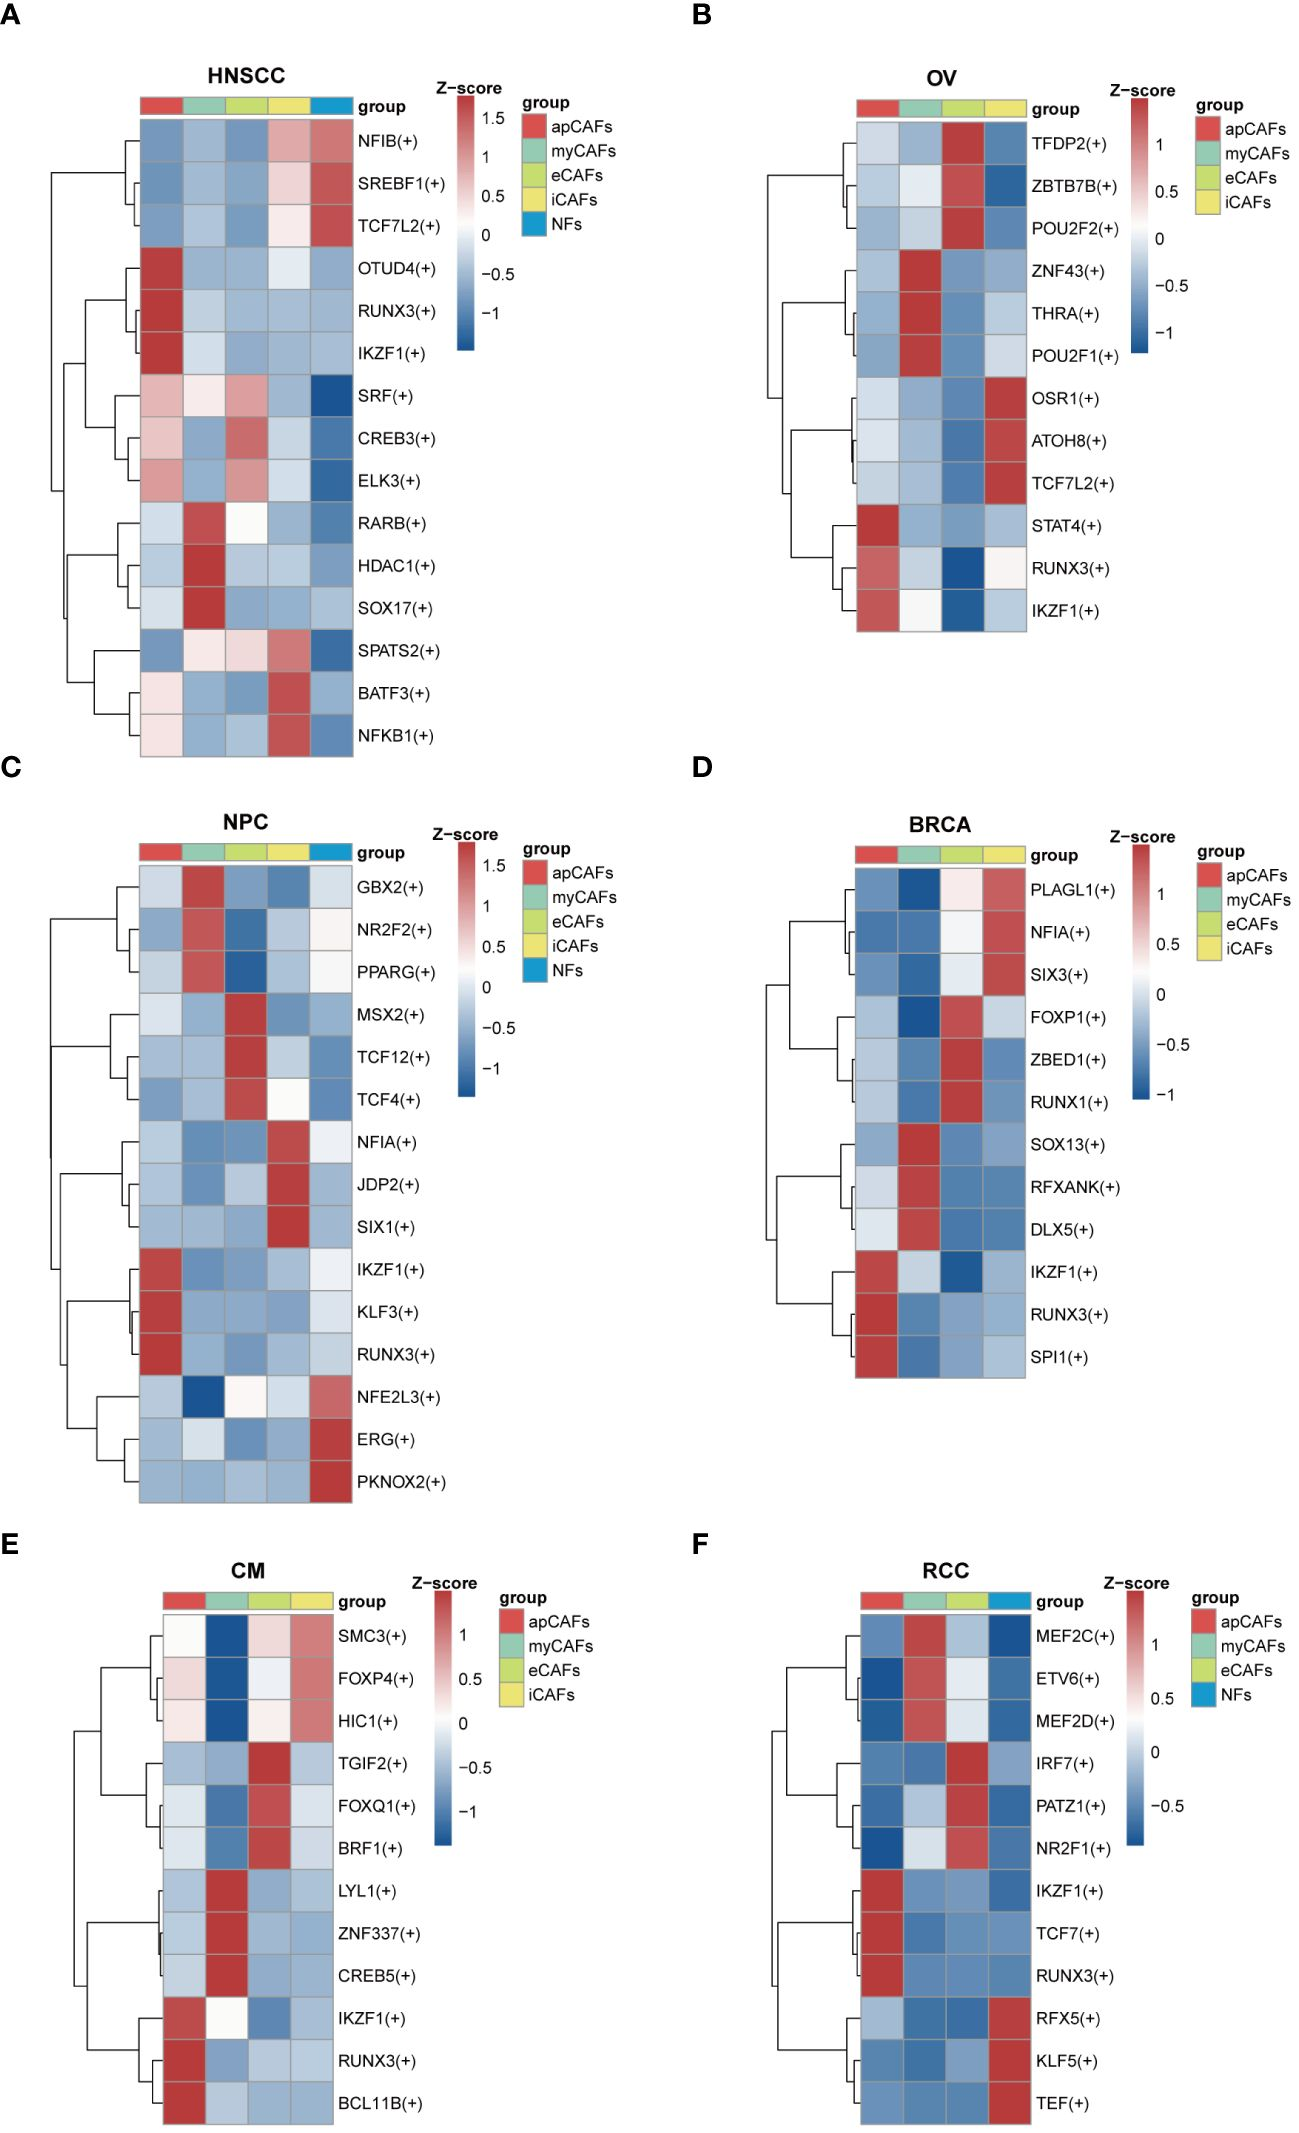 A
HNSCC
Z−score
group
1.5
1
0.5
0
−0.5
−1
group
apCAFs
myCAFs
eCAFs
iCAFs
NFs
NFIB(+)
SREBF1(+)
TCF7L2(+)
OTUD4(+)
RUNX3(+)
IKZF1(+)
SRF(+)
CREB3(+)
ELK3(+)
RARB(+)
HDAC1(+)
SOX17(+)
SPATS2(+)
BATF3(+)
NFKB1(+)
B
OV
Z−score
group
1
0.5
0
−0.5
−1
group
apCAFs
myCAFs
eCAFs
iCAFs
TFDP2(+)
ZBTB7B(+)
POU2F2(+)
ZNF43(+)
THRA(+)
POU2F1(+)
OSR1(+)
ATOH8(+)
TCF7L2(+)
STAT4(+)
RUNX3(+)
IKZF1(+)
C
NPC
Z−score
group
1.5
1
0.5
0
−0.5
−1
group
apCAFs
myCAFs
eCAFs
iCAFs
NFs
GBX2(+)
NR2F2(+)
PPARG(+)
MSX2(+)
TCF12(+)
TCF4(+)
NFIA(+)
JDP2(+)
SIX1(+)
IKZF1(+)
KLF3(+)
RUNX3(+)
NFE2L3(+)
ERG(+)
PKNOX2(+)
D
BRCA
Z−score
group
1
0.5
0
−0.5
−1
group
apCAFs
myCAFs
eCAFs
iCAFs
PLAGL1(+)
NFIA(+)
SIX3(+)
FOXP1(+)
ZBED1(+)
RUNX1(+)
SOX13(+)
RFXANK(+)
DLX5(+)
IKZF1(+)
RUNX3(+)
SPI1(+)
E
CM
Z−score
group
1
0.5
0
−0.5
−1
group
apCAFs
myCAFs
eCAFs
iCAFs
SMC3(+)
FOXP4(+)
HIC1(+)
TGIF2(+)
FOXQ1(+)
BRF1(+)
LYL1(+)
ZNF337(+)
CREB5(+)
IKZF1(+)
RUNX3(+)
BCL11B(+)
F
RCC
Z−score
group
1
0.5
0
−0.5
group
apCAFs
myCAFs
eCAFs
NFs
MEF2C(+)
ETV6(+)
MEF2D(+)
IRF7(+)
PATZ1(+)
NR2F1(+)
IKZF1(+)
TCF7(+)
RUNX3(+)
RFX5(+)
KLF5(+)
TEF(+)